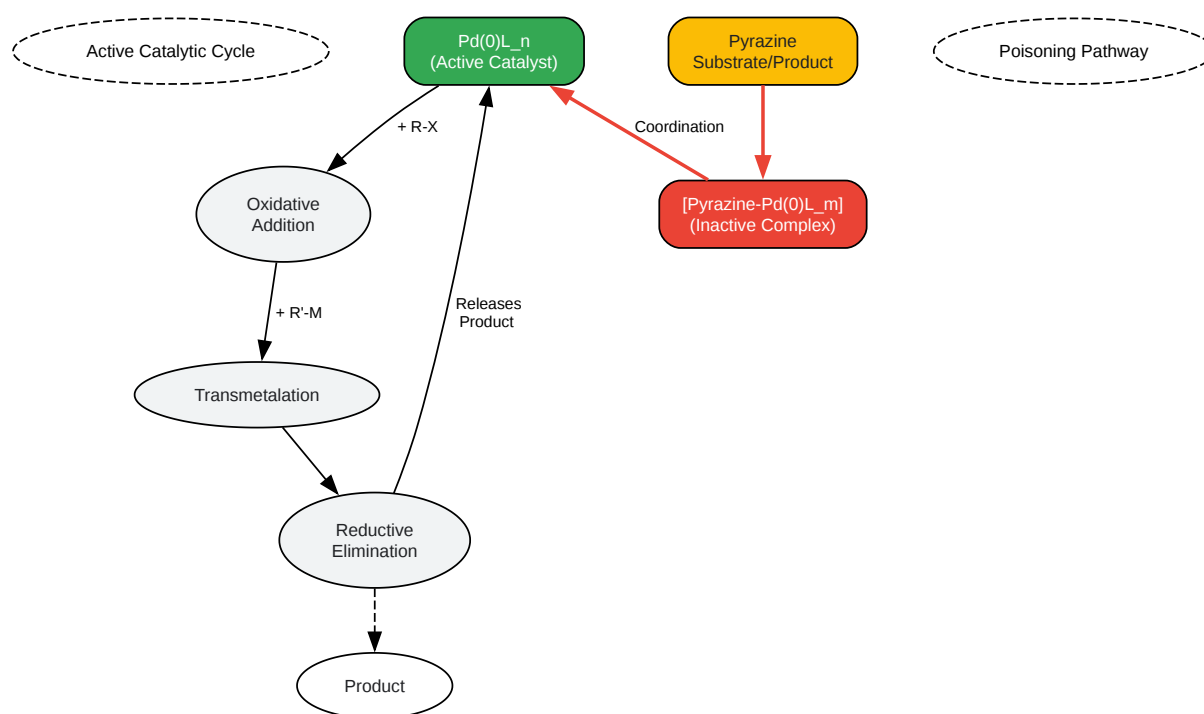 Active Catalytic Cycle
Pd(0)L_n
(Active Catalyst)
Pyrazine
Substrate/Product
Poisoning Pathway
+ R-X
Coordination
Oxidative
Addition
[Pyrazine-Pd(0)L_m]
(Inactive Complex)
+ R'-M
Releases
Product
Transmetalation
Reductive
Elimination
Product